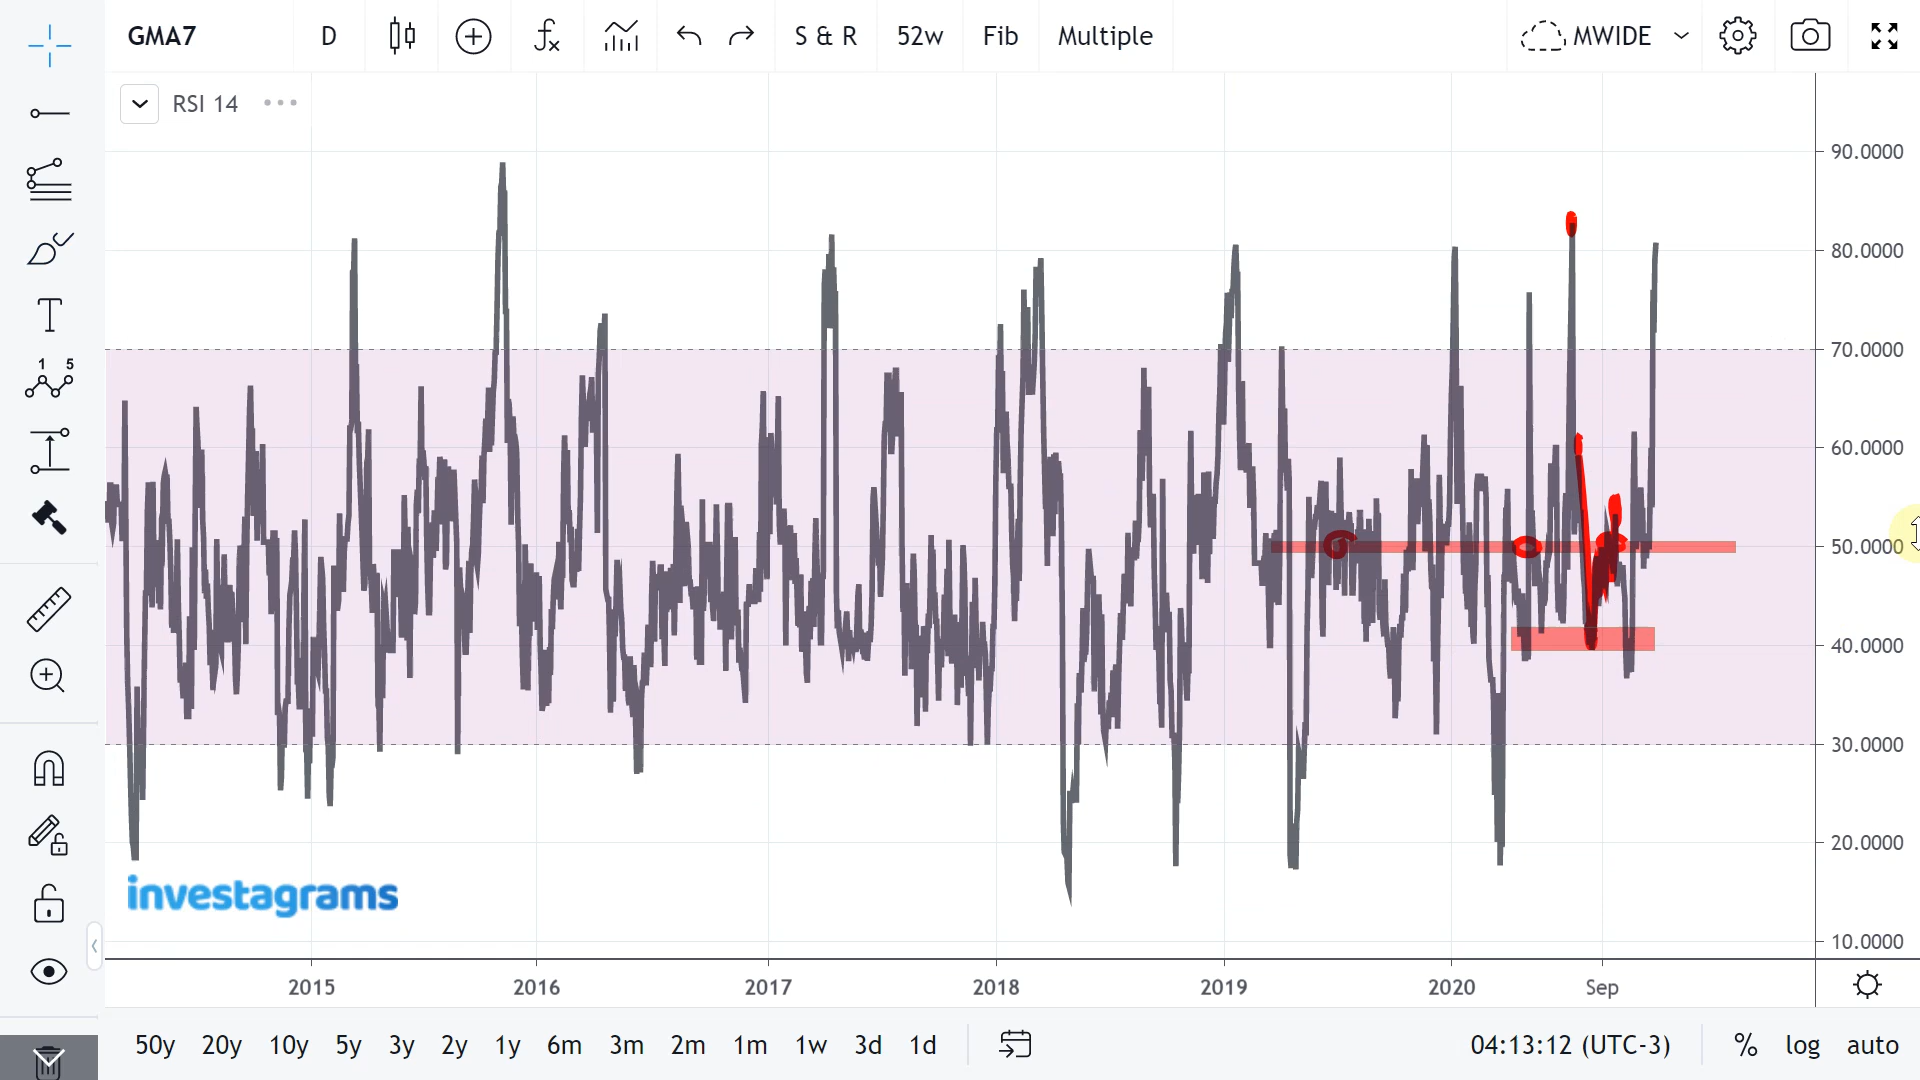 GMA7 D S & R 52w Fib Multiple MWIDE
RSI 14
90.0000
80.0000
70.0000
60.0000
50.0000
40.0000
30.0000
20.0000
10.0000
1 5
investagrams
2015 2016 2017 2018 2019 2020 Sep
50y 20y 10y 5y 3y 2y 1y 6m 3m 2m 1m 1w 3d 1d 04:13:12 (UTC-3) % log auto